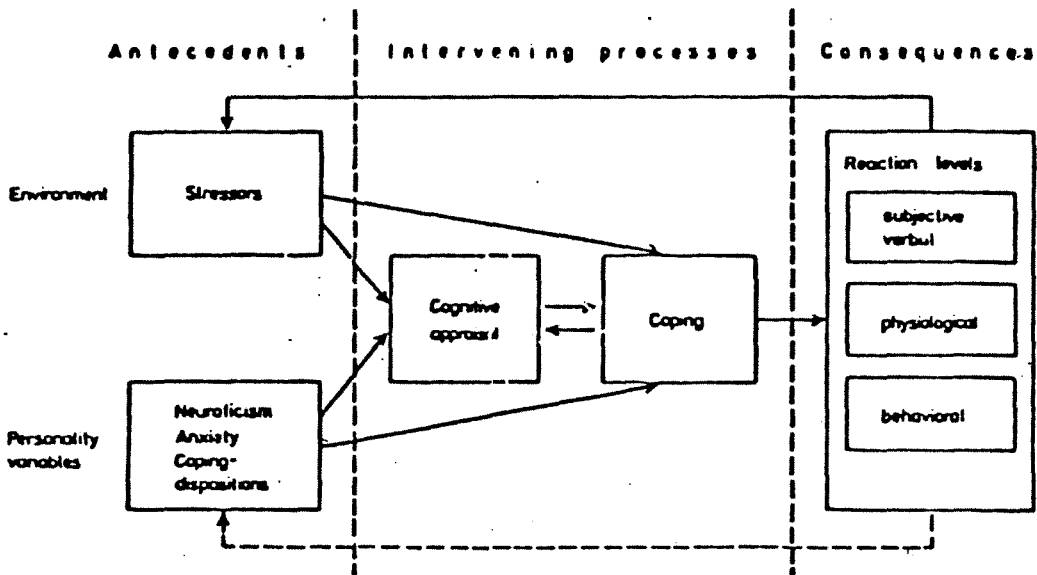 Antecedents
Intervening processes
Consequences
Environment
Stressors
Reaction levels
subjective
verbal
Cognitive
appraisal
Coping
physiological
behavioral
Personality
variables
Neuroticism
Anxiety
Coping-
dispositions